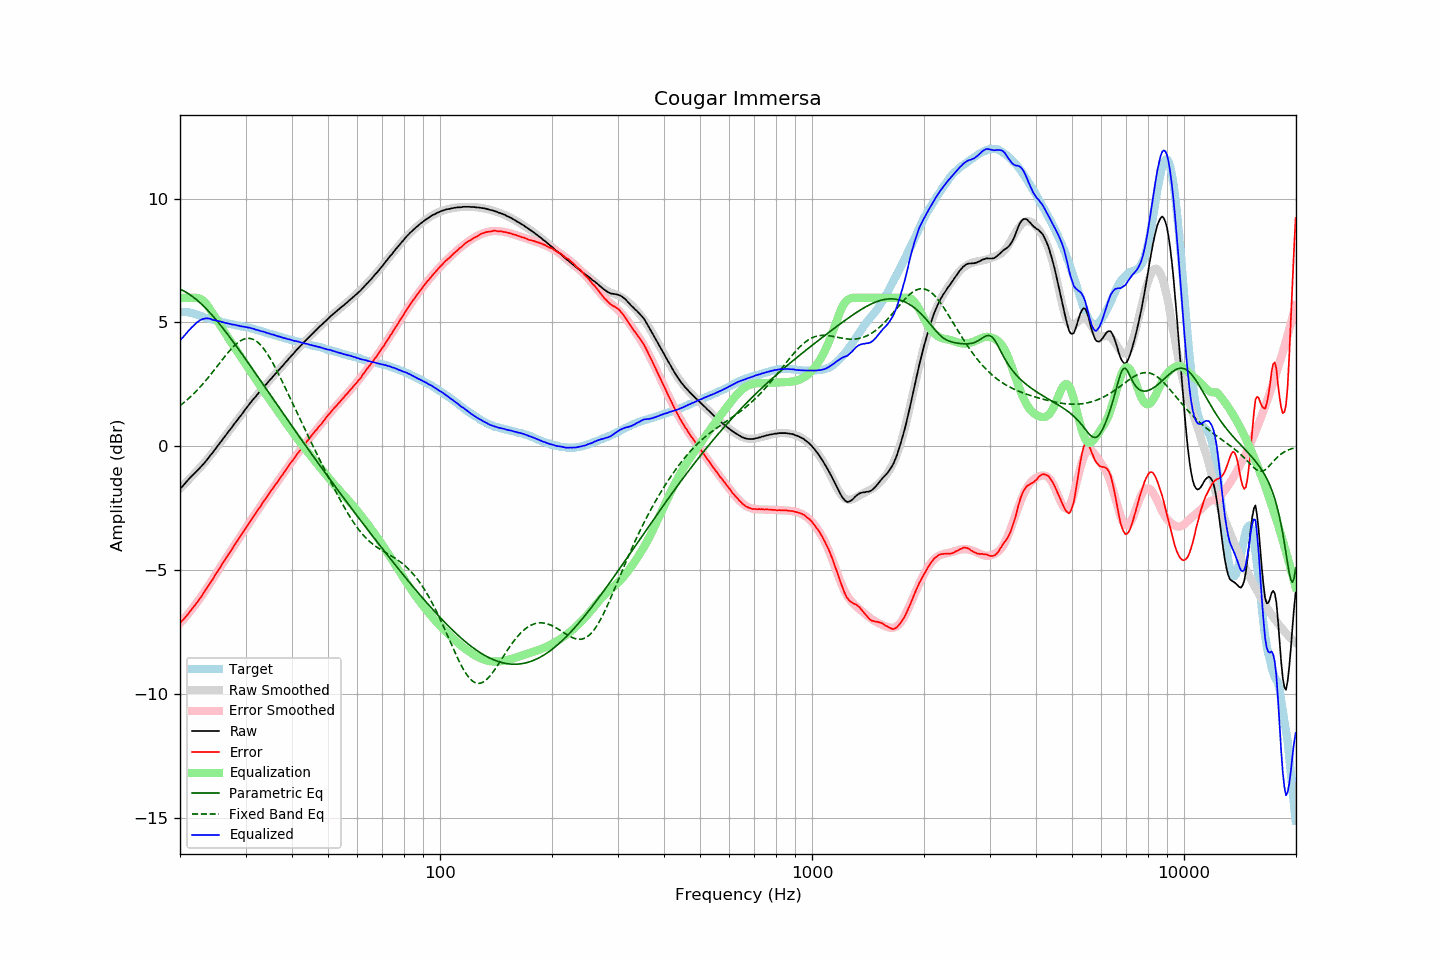 Cougar Immersa
Amplitude (dBr)
10
5
0
−5
−10
−15
Target
Raw Smoothed
Error Smoothed
Raw
Error
Equalization
Parametric Eq
Fixed Band Eq
Equalized
100 1000 10000
Frequency (Hz)